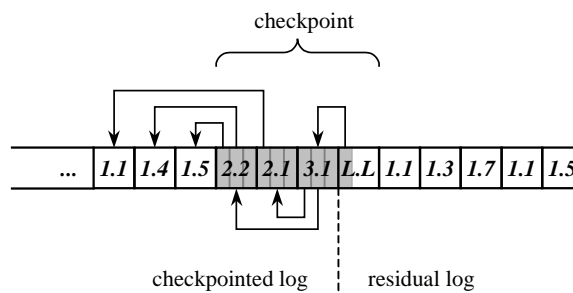 checkpoint
... 1.1 1.4 1.5 2.2 2.1 3.1 L.L 1.1 1.3 1.7 1.1 1.5
checkpointed log residual log